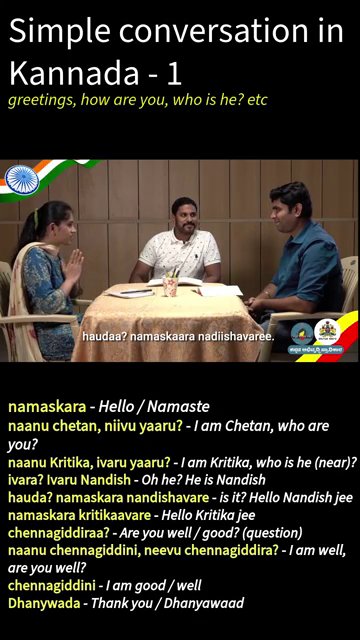 Simple conversation in
Kannada - 1
greetings, how are you, who is he? etc
haudaa? namaskaara nadiishavaree.
namaskara - Hello / Namaste
naanu chetan, niivu yaaru? - I am Chetan, who are
you?
naanu Kritika, ivaru yaaru? - I am Kritika, who is he (near)?
ivara? Ivaru Nandish - Oh he? He is Nandish
hauda? namaskara nandishavare - is it? Hello Nandish jee
namaskara kritikaavare - Hello Kritika jee
chennagiddiraa? - Are you well / good? (question)
naanu chennagiddini, neevu chennagiddira? - I am well,
are you well?
chennagiddini - I am good / well
Dhanywada - Thank you / Dhanyawaad